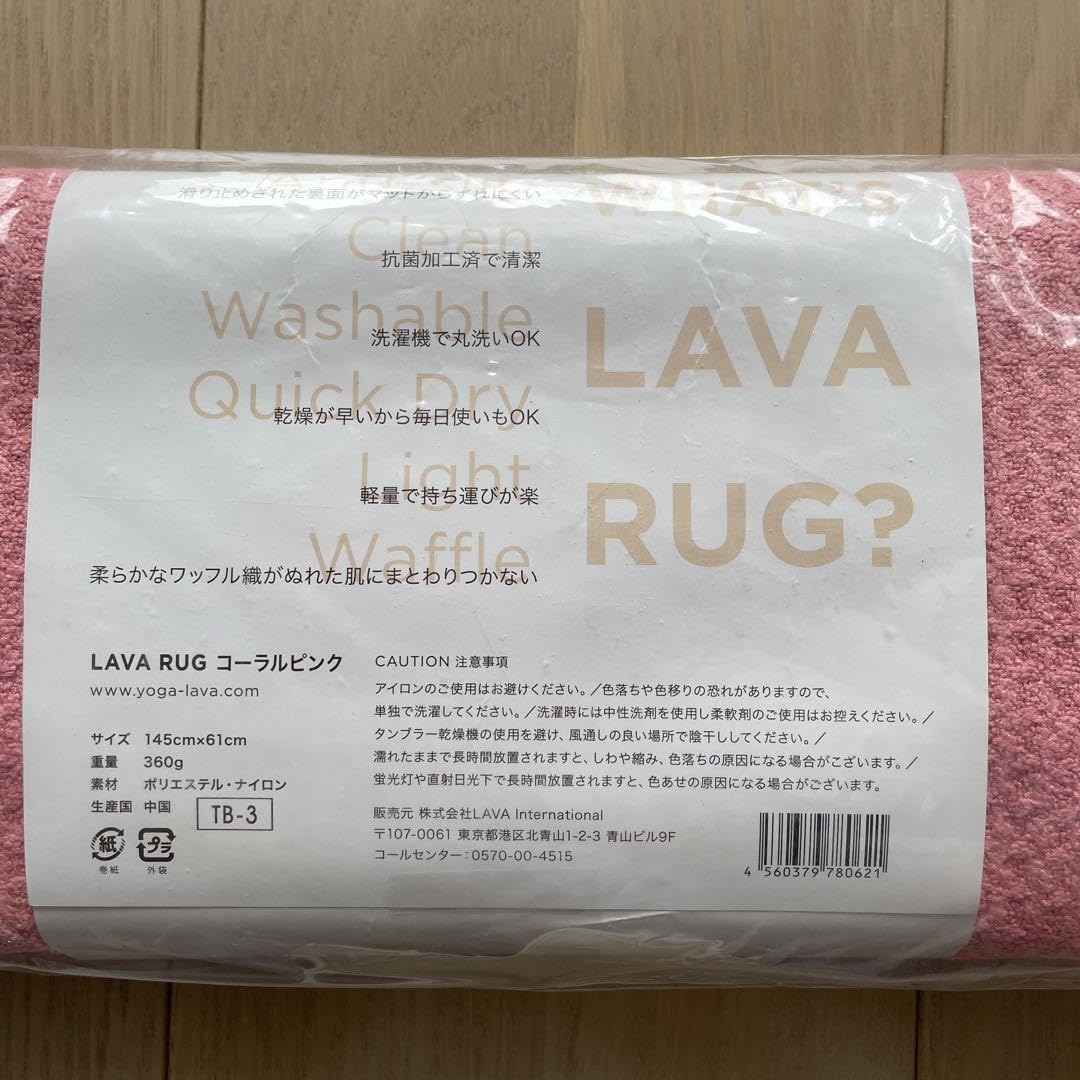 滑り止めされた裏面がマットからずれにくい
WHAT'S
Clean
抗菌加工済で清潔
Washable
洗濯機で丸洗いOK
LAVA
Quick Dry
乾燥が早いから毎日使いもOK
Light
軽量で持ち運びが楽
RUG?
Waffle
柔らかなワッフル織がぬれた肌にまとわりつかない
LAVA RUG コーラルピンク
www.yoga-lava.com
サイズ 145cm×61cm
重量 360g
素材 ポリエステル・ナイロン
生産国 中国
TB-3
紙
巻紙
プラ
外袋
CAUTION 注意事項
アイロンのご使用はお避けください。／色落ちや色移りの恐れがありますので、
単独で洗濯してください。／洗濯時には中性洗剤を使用し柔軟剤のご使用はお控えください。／
タンブラー乾燥機の使用を避け、風通しの良い場所で陰干ししてください。／
濡れたままで長時間放置されますと、しわや縮み、色落ちの原因になる場合がございます。／
蛍光灯や直射日光下で長時間放置されますと、色あせの原因になる場合がございます。
販売元 株式会社LAVA International
〒107-0061 東京都港区北青山1-2-3 青山ビル9F
コールセンター：0570-00-4515
4 560379 780621